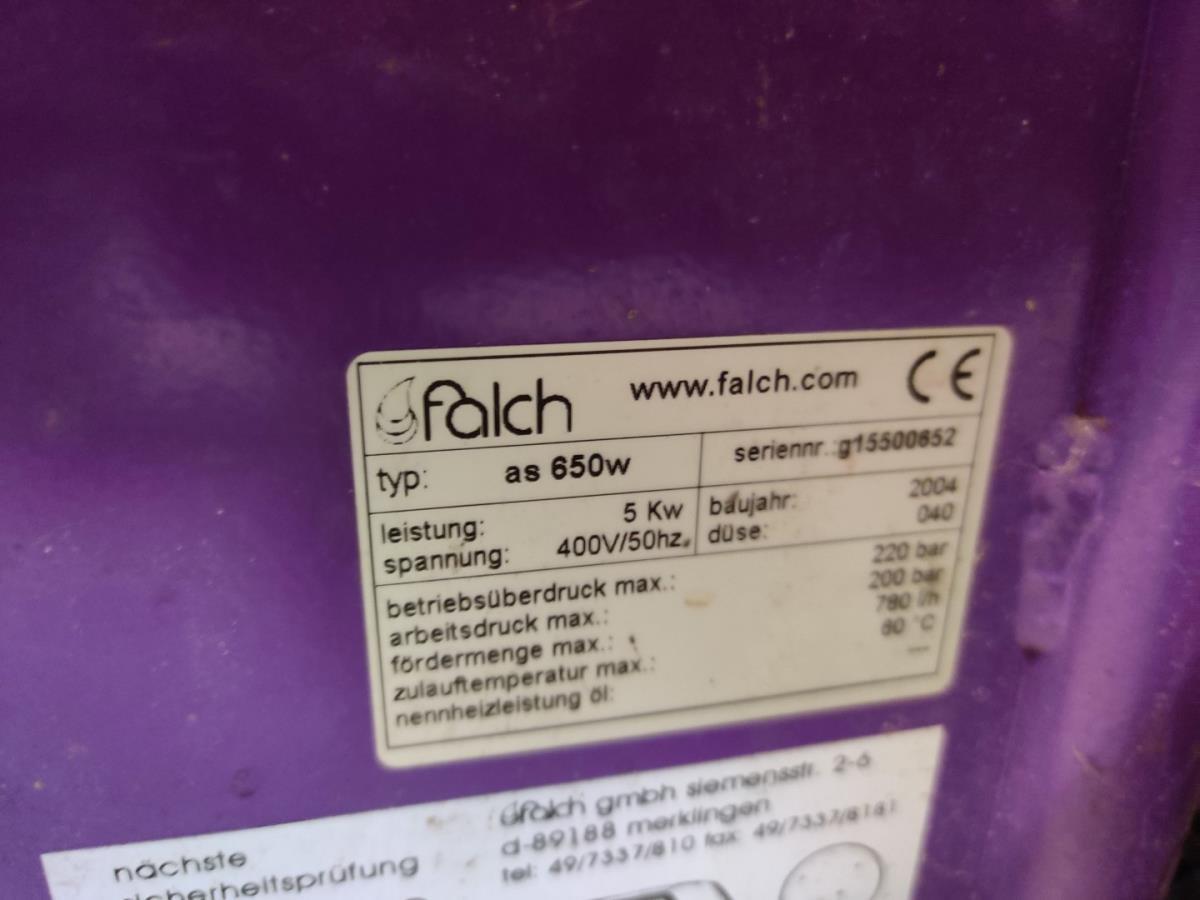 falch www.falch.com CE
typ: as 650w seriennr.:g15500652
leistung: 5 Kw baujahr: 2004
spannung: 400V/50hz. düse: 040
betriebsüberdruck max.: 220 bar
arbeitsdruck max.: 200 bar
fördermenge max.: 780 l/h
zulauftemperatur max.: 80 °C
nennheizleistung öl: ---
falch gmbh siemensstr. 2-6
d-89188 merklingen
tel: 49/7337/810 fax: 49/7337/8141
nächste
sicherheitsprüfung